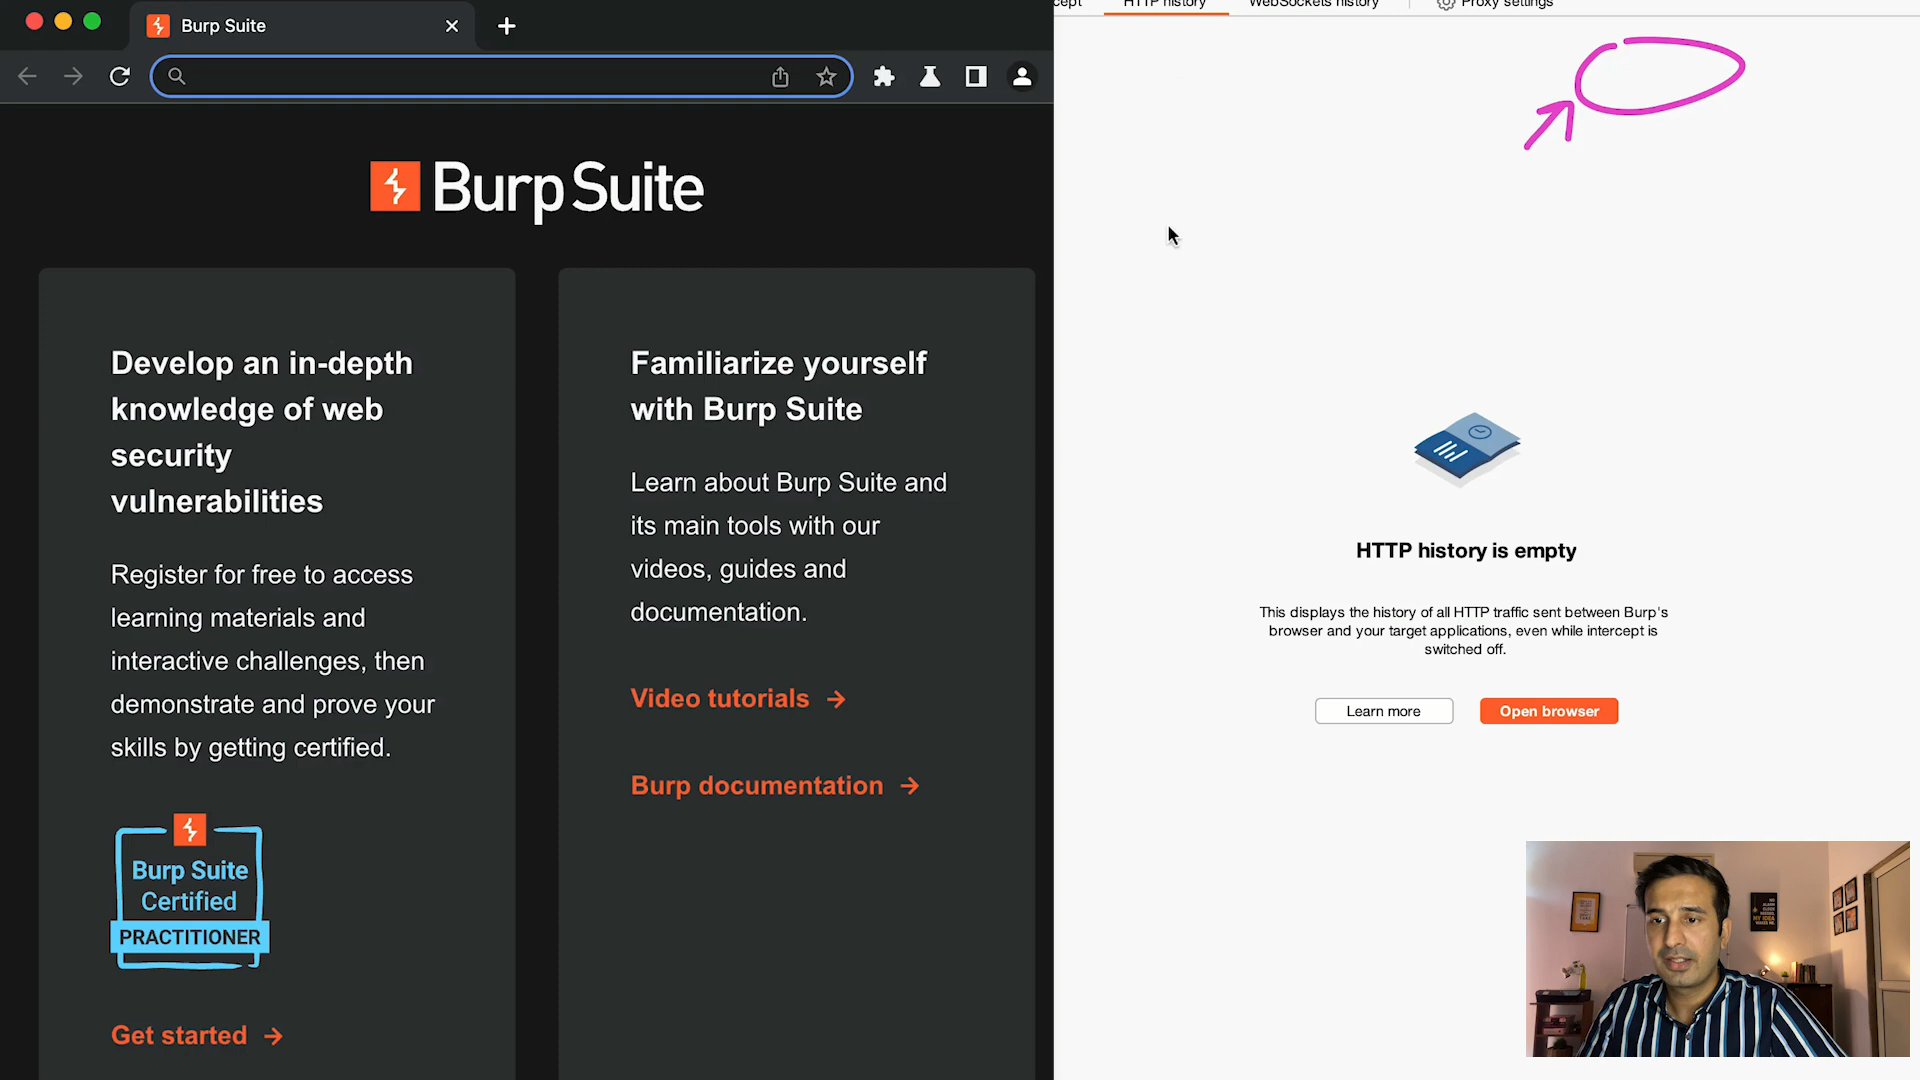 Burp Suite
Burp Suite
Develop an in-depth
knowledge of web
security
vulnerabilities
Register for free to access
learning materials and
interactive challenges, then
demonstrate and prove your
skills by getting certified.
Burp Suite
Certified
PRACTITIONER
Get started
Familiarize yourself
with Burp Suite
Learn about Burp Suite and
its main tools with our
videos, guides and
documentation.
Video tutorials
Burp documentation
cept HTTP history WebSockets history Proxy settings
HTTP history is empty
This displays the history of all HTTP traffic sent between Burp's
browser and your target applications, even while intercept is
switched off.
Learn more Open browser